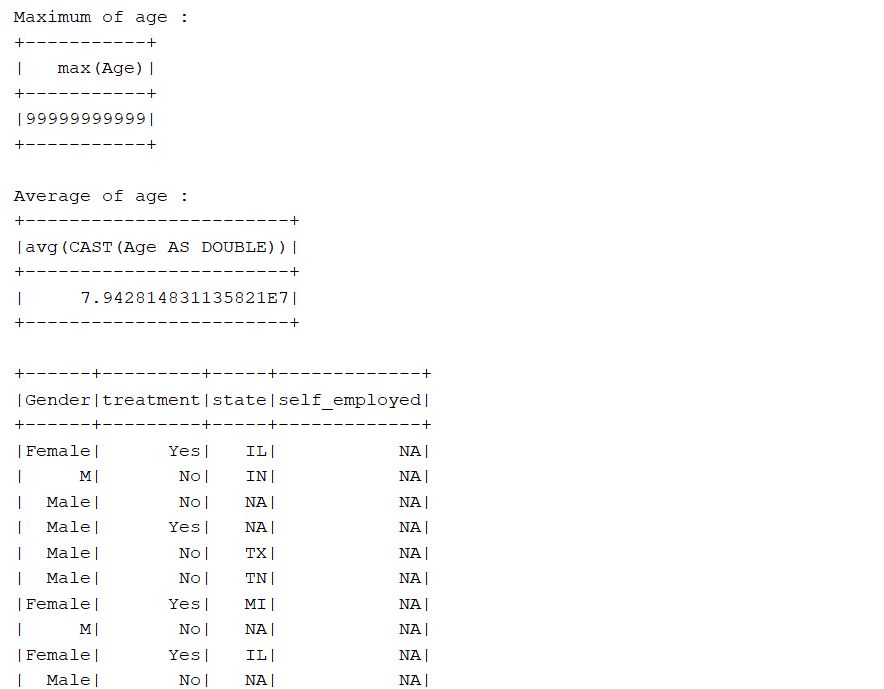 Maximum of age :
+-----------+
|   max(Age)|
+-----------+
|99999999999|
+-----------+

Average of age :
+------------------------+
|avg(CAST(Age AS DOUBLE))|
+------------------------+
|     7.942814831135821E7|
+------------------------+

+------+---------+-----+-------------+
|Gender|treatment|state|self_employed|
+------+---------+-----+-------------+
|Female|      Yes|   IL|           NA|
|     M|       No|   IN|           NA|
|  Male|       No|   NA|           NA|
|  Male|      Yes|   NA|           NA|
|  Male|       No|   TX|           NA|
|  Male|       No|   TN|           NA|
|Female|      Yes|   MI|           NA|
|     M|       No|   NA|           NA|
|Female|      Yes|   IL|           NA|
|  Male|       No|   NA|           NA|